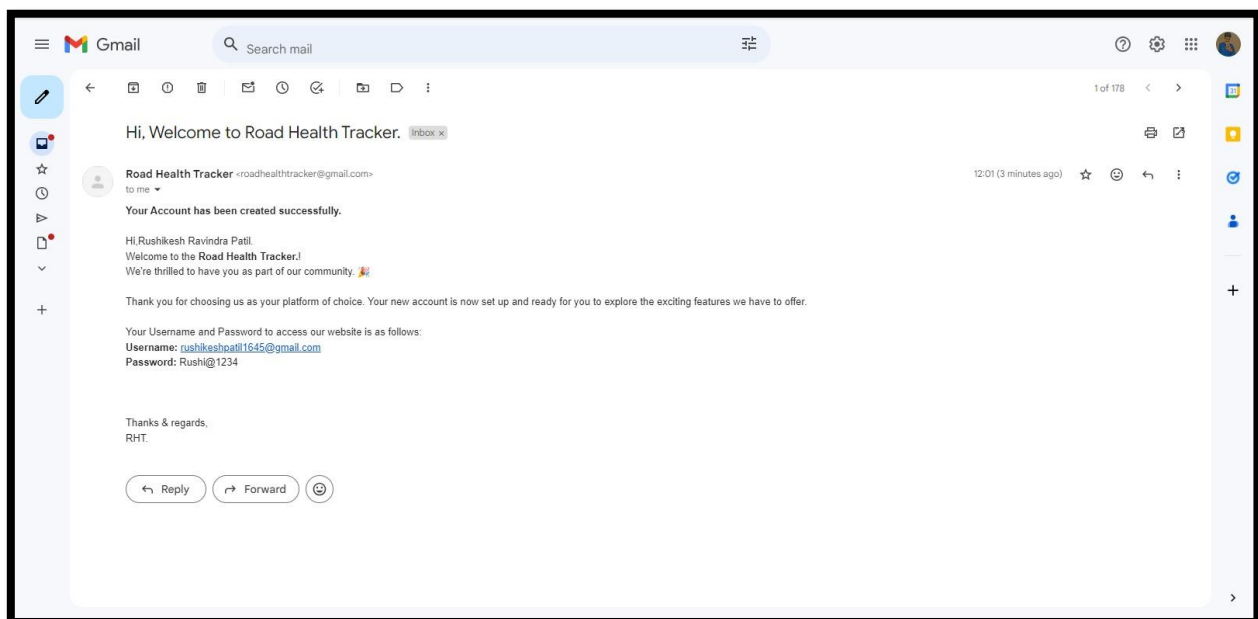 Gmail
Search mail
1 of 178
Hi, Welcome to Road Health Tracker. Inbox x
Road Health Tracker <roadhealthtracker@gmail.com> 12:01 (3 minutes ago)
to me
Your Account has been created successfully.
Hi,Rushikesh Ravindra Patil.
Welcome to the Road Health Tracker.!
We're thrilled to have you as part of our community. 🎉
Thank you for choosing us as your platform of choice. Your new account is now set up and ready for you to explore the exciting features we have to offer.
Your Username and Password to access our website is as follows:
Username: rushikeshpatil1645@gmail.com
Password: Rushi@1234
Thanks & regards,
RHT.
Reply Forward